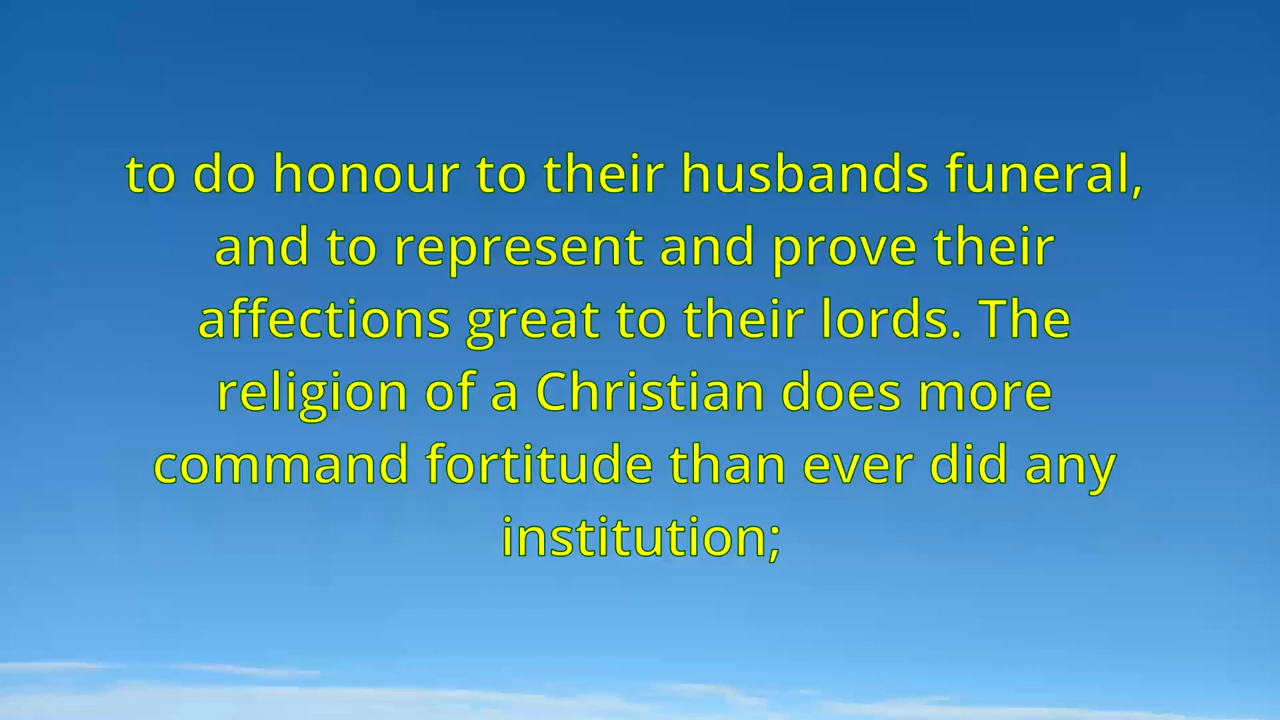 to do honour to their husbands funeral,
and to represent and prove their
affections great to their lords. The
religion of a Christian does more
command fortitude than ever did any
institution;